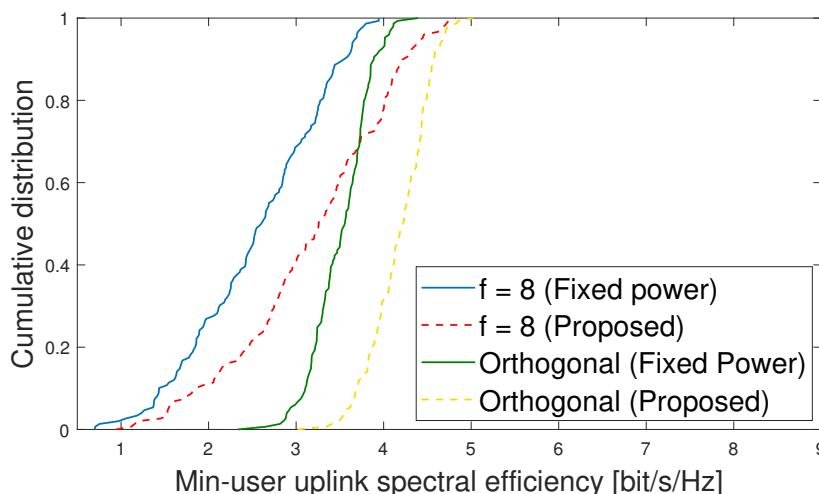 1
0.8
0.6
0.4
0.2
0
Cumulative distribution
f = 8 (Fixed power)
f = 8 (Proposed)
Orthogonal (Fixed Power)
Orthogonal (Proposed)
1 2 3 4 5 6 7 8 9
Min-user uplink spectral efficiency [bit/s/Hz]